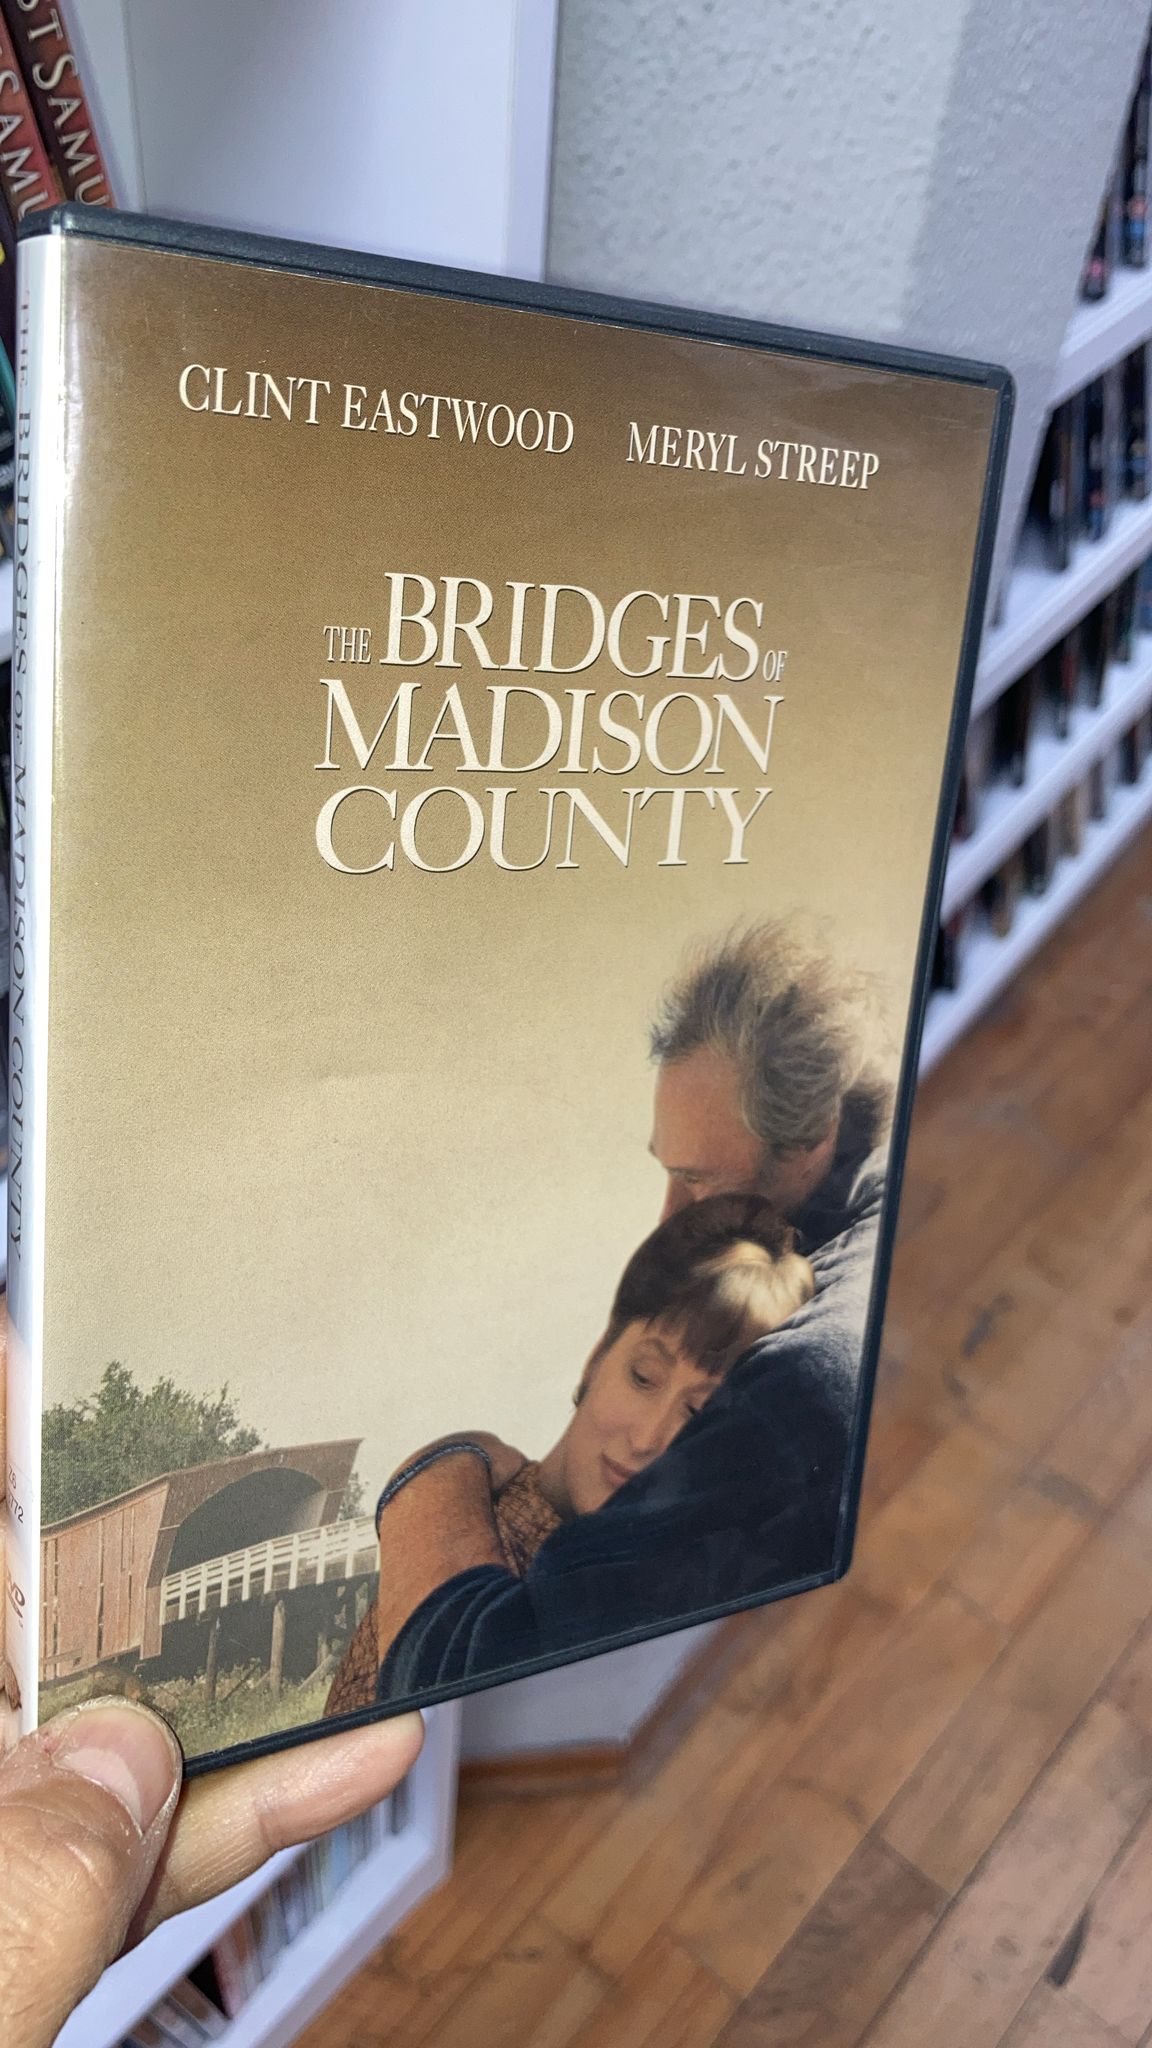 CLINT EASTWOOD MERYL STREEP
THE BRIDGES OF
MADISON
COUNTY
THE BRIDGES OF MADISON COUNTY